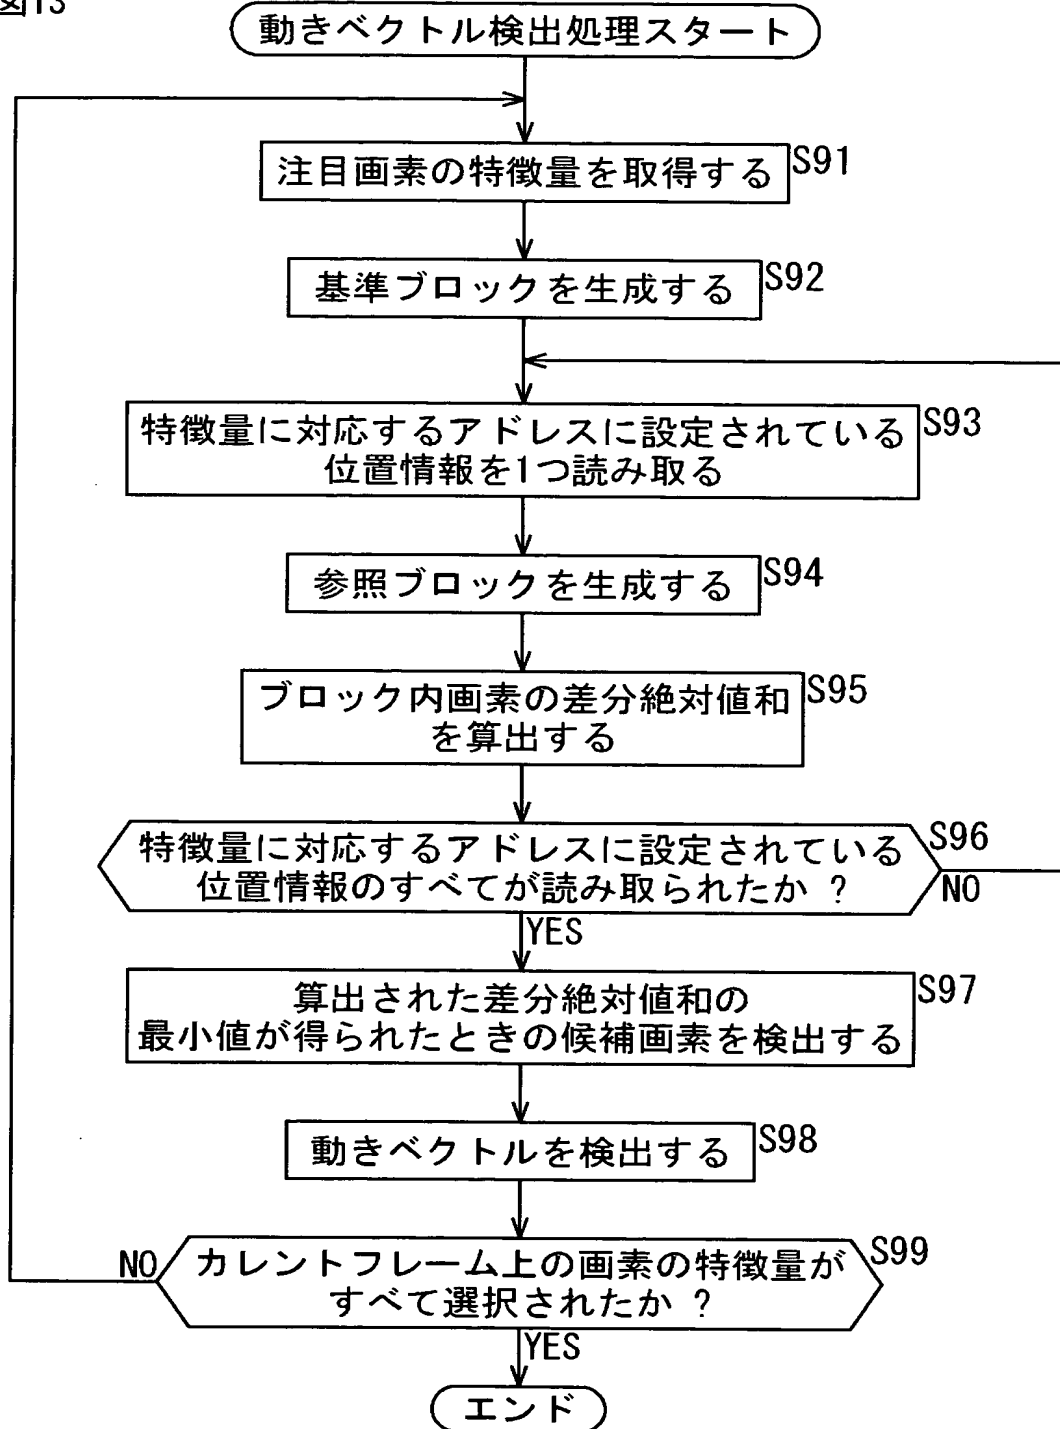 図13
動きベクトル検出処理スタート
注目画素の特徴量を取得する
S91
基準ブロックを生成する
S92
特徴量に対応するアドレスに設定されている
位置情報を1つ読み取る
S93
参照ブロックを生成する
S94
ブロック内画素の差分絶対値和
を算出する
S95
特徴量に対応するアドレスに設定されている
位置情報のすべてが読み取られたか ?
S96
NO
YES
算出された差分絶対値和の
最小値が得られたときの候補画素を検出する
S97
動きベクトルを検出する
S98
NO
カレントフレーム上の画素の特徴量が
すべて選択されたか ?
S99
YES
エンド